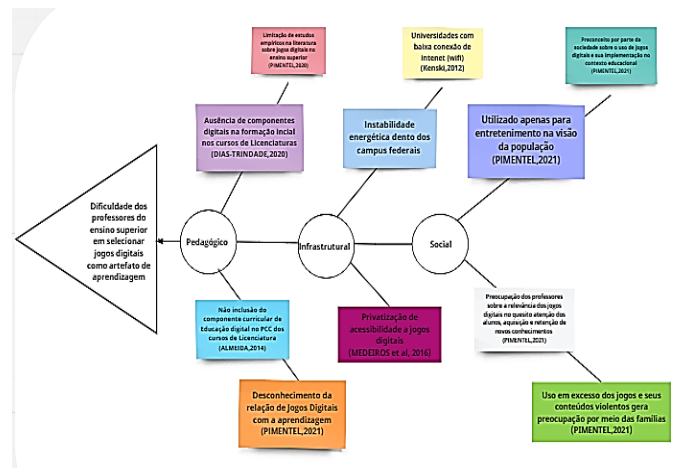 Limitação de estudos
empíricos na literatura
sobre jogos digitais no
ensino superior
(PIMENTEL,2020)
Universidades com
baixa conexão de
intenet (wifi)
(Kenski,2012)
Preconceito por parte da
sociedade sobre o uso de jogos
digitais e sua implementação no
contexto educacional
(PIMENTEL,2021)
Ausência de componentes
digitais na formação incial
nos cursos de Licenciaturas
(DIAS-TRINDADE,2020)
Instabilidade
energética dento dos
campus federais
Utilizado apenas para
entretenimento na visão
da população
(PIMENTEL,2021)
Dificuldade dos
professores do
ensino superior
em selecionar
jogos digitais
como artefato de
aprendizagem
Pedagógico
Infrastrutural
Social
Não inclusão do
componente curricular de
Educação digital no PCC dos
cursos de Licenciatura
(ALMEIDA,2014)
Privatização de
acessibilidade a jogos
digitais
(MEDEIROS et al, 2016)
Preocupação dos professores
sobre a relevância dos jogos
digitais no quesito atenção dos
alunos, aquisição e retenção de
novos conhecimentos
(PIMENTEL,2021)
Desconhecimento da
relação de Jogos Digitais
com a aprendizagem
(PIMENTEL,2021)
Uso em excesso dos jogos e seus
conteúdos violentos gera
preocupação por meio das famílias
(PIMENTEL,2021)